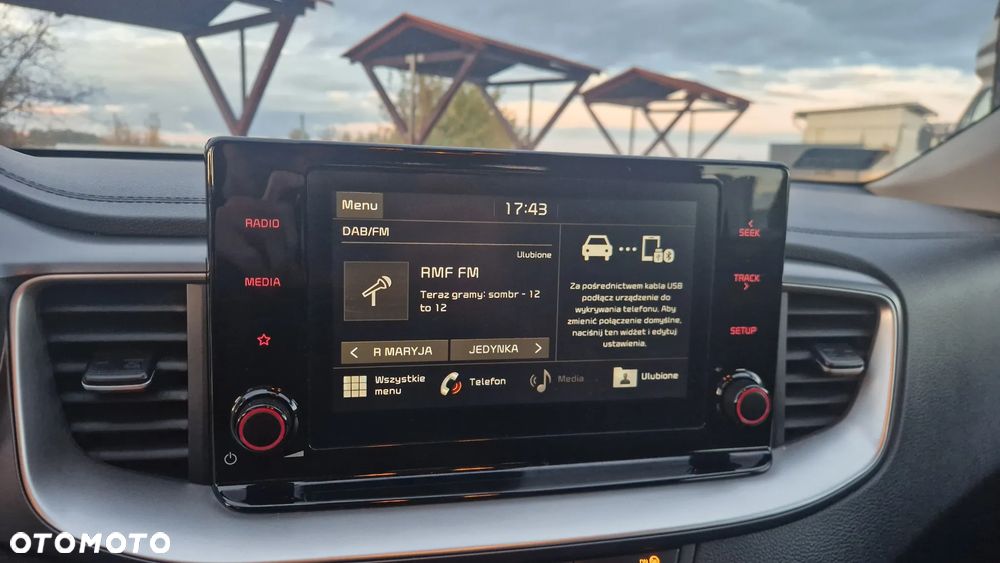 Menu
17:43
DAB/FM
Ulubione
RMF FM
Teraz gramy: sombr - 12
to 12
< R MARYJA
JEDYNKA >
Za pośrednictwem kabla USB
podłącz urządzenie do
wykrywania telefonu. Aby
zmienić połączenie domyślne,
naciśnij ten widżet i edytuj
ustawienia.
Wszystkie
menu
Telefon
Media
Ulubione
RADIO
MEDIA
<
SEEK
TRACK
>
SETUP
OTOMOTO